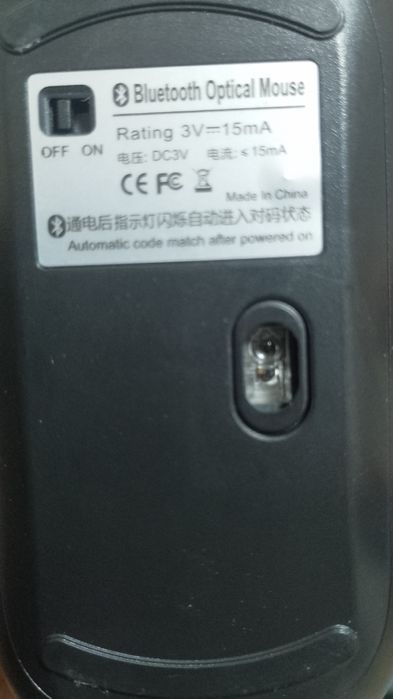 Bluetooth Optical Mouse
Rating 3V⎓15mA
OFF ON
电压: DC3V 电流: ≤15mA
CE FC
Made In China
通电后指示灯闪烁自动进入对码状态
Automatic code match after powered on